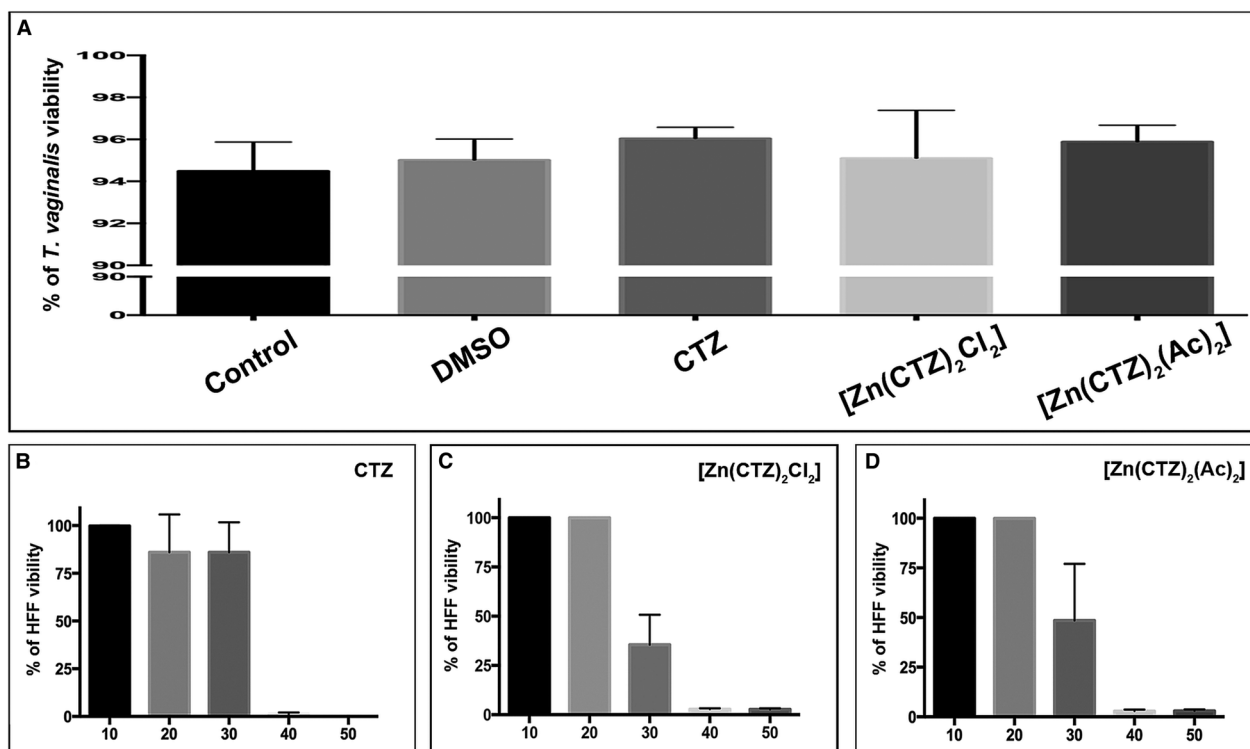 A
% of T. vaginalis viability
100
98
96
94
92
90
90
0
Control
DMSO
CTZ
[Zn(CTZ)₂Cl₂]
[Zn(CTZ)₂(Ac)₂]
B
CTZ
% of HFF vibility
100
75
50
25
0
10 20 30 40 50
C
[Zn(CTZ)₂Cl₂]
% of HFF vibility
100
75
50
25
0
10 20 30 40 50
D
[Zn(CTZ)₂(Ac)₂]
% of HFF vibility
100
75
50
25
0
10 20 30 40 50